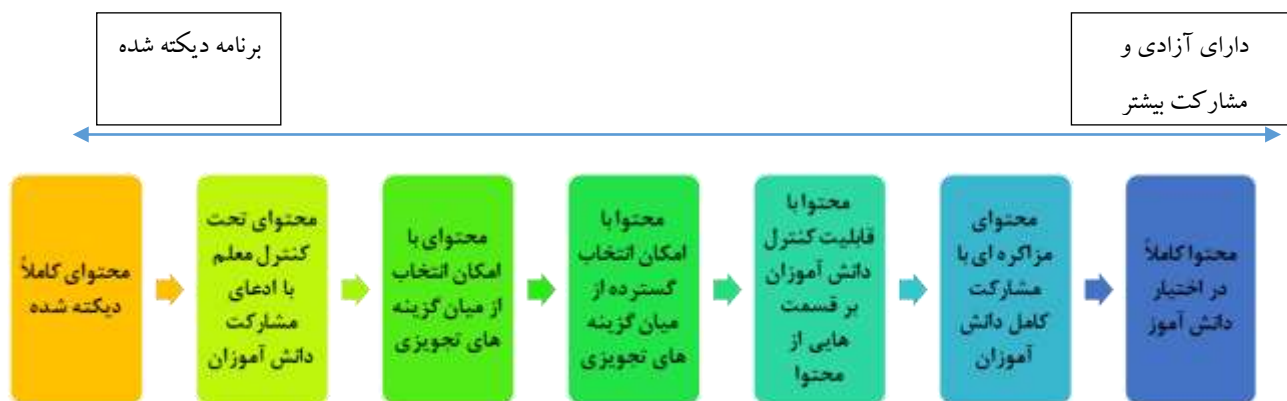 برنامه دیکته شده
دارای آزادی و
مشارکت بیشتر
محتوای کاملاً
دیکته شده
محتوای تحت
کنترل معلم
با ادعای
مشارکت
دانش آموزان
محتوای با
امکان انتخاب
از میان گزینه
های تجویزی
محتوا با
امکان انتخاب
گسترده از
میان گزینه
های تجویزی
محتوا با
قابلیت کنترل
دانش آموزان
بر قسمت
هایی از
محتوا
محتوای
مزاکره ای با
مشارکت
کامل دانش
آموزان
محتوا کاملاً
در اختیار
دانش آموز